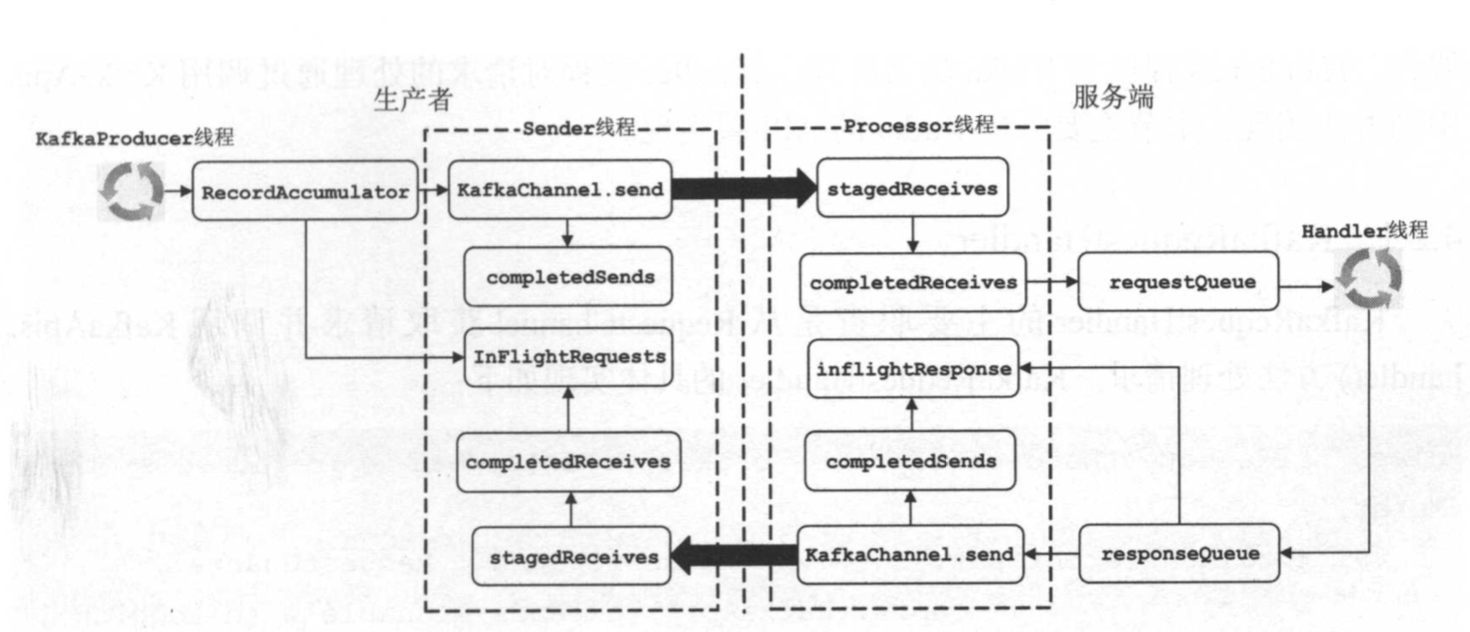 生产者
服务端
KafkaProducer线程
Sender线程
Processor线程
RecordAccumulator
KafkaChannel.send
stagedReceives
Handler线程
completedSends
completedReceives
requestQueue
InFlightRequests
inflightResponse
completedReceives
completedSends
stagedReceives
KafkaChannel.send
responseQueue